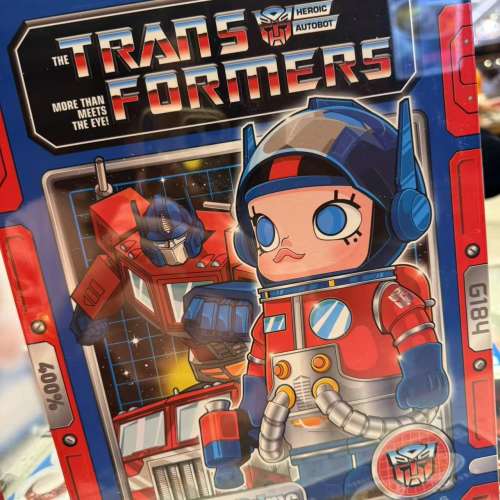 THE
TRANS
FORMERS
HEROIC
AUTOBOT
MORE THAN
MEETS
THE EYE!
400%
G184